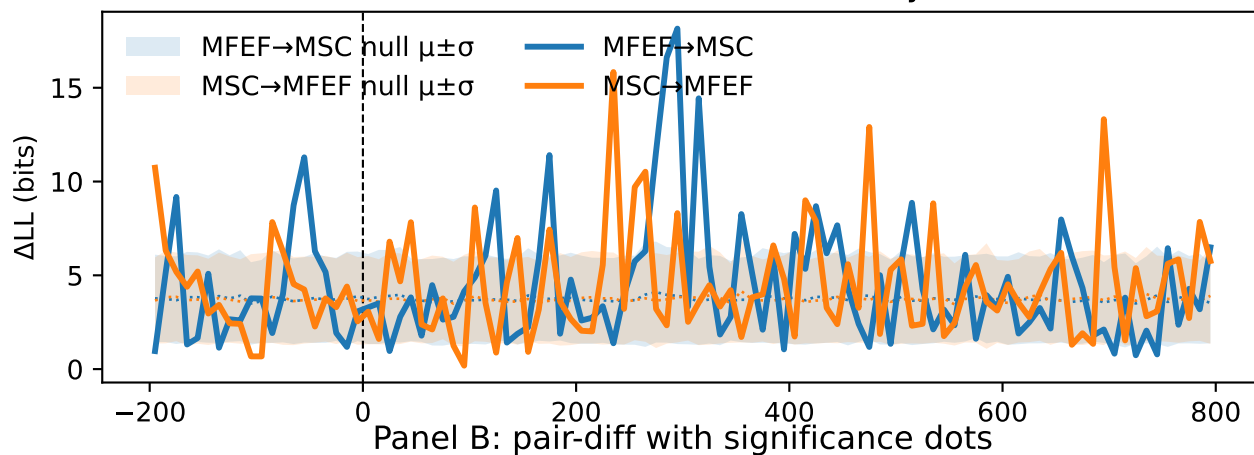 MFEF→MSC null μ±σ
MSC→MFEF null μ±σ
MFEF→MSC
MSC→MFEF
ΔLL (bits)
15
10
5
0
−200
0
200
400
600
800
Panel B: pair-diff with significance dots